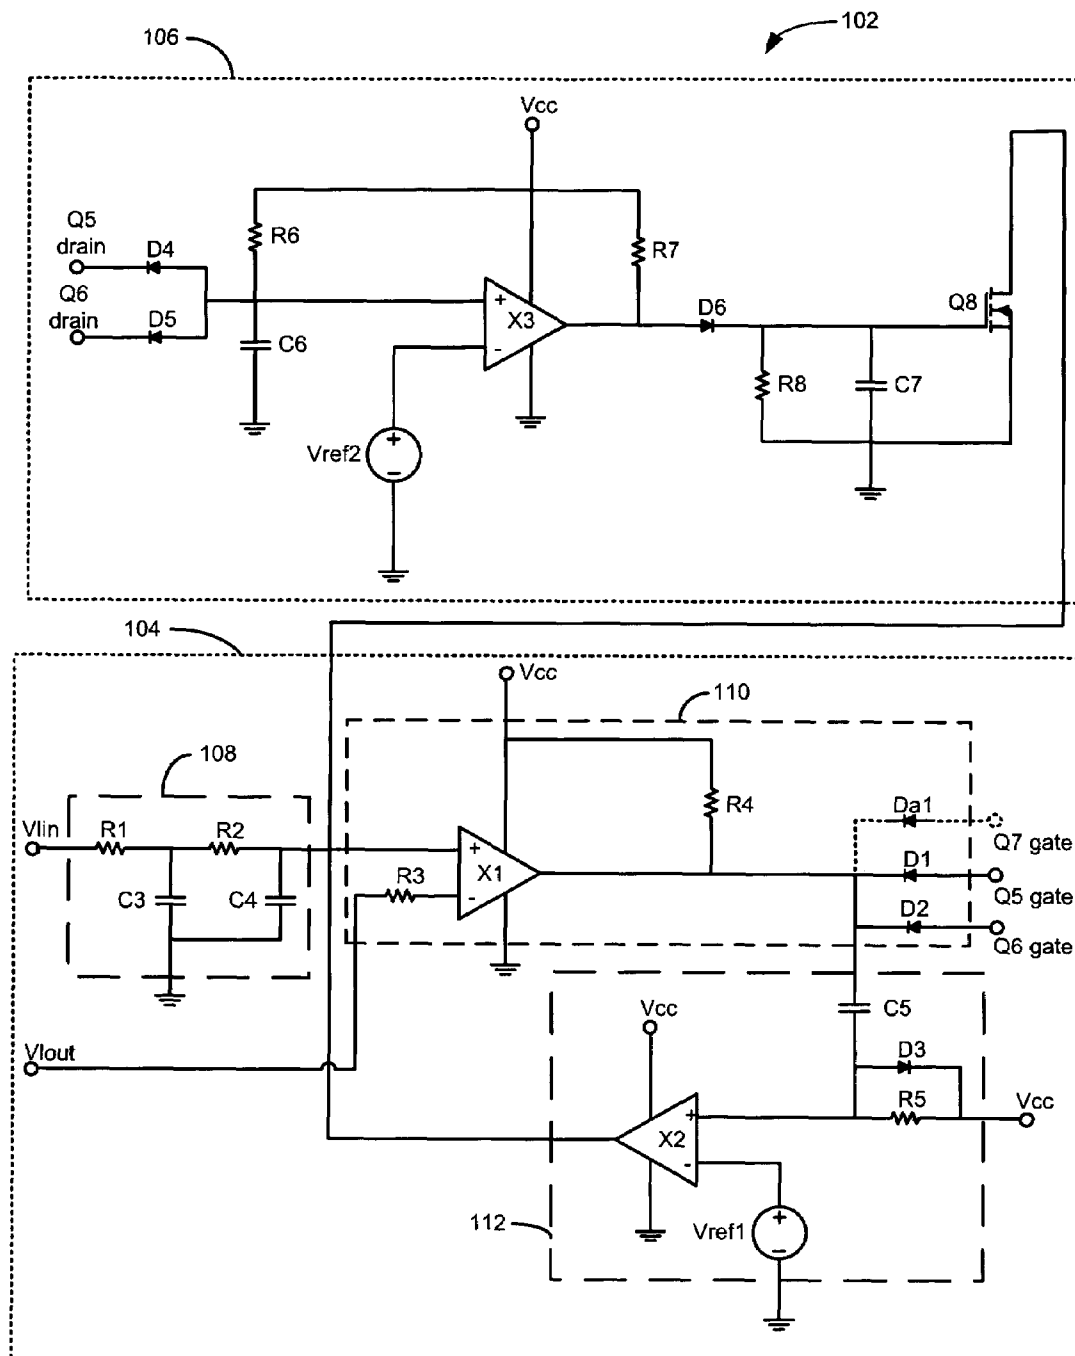 102
106
Vcc
Q5
drain
D4
R6
R7
Q6
drain
D5
C6
+
X3
-
D6
Q8
R8
C7
Vref2
+
−
104
Vcc
110
108
R4
Da1
Q7 gate
Vlin
R1
R2
+
X1
-
R3
D1
Q5 gate
C3
C4
D2
Q6 gate
C5
Vcc
Vlout
D3
R5
Vcc
+
X2
-
112
Vref1
+
−